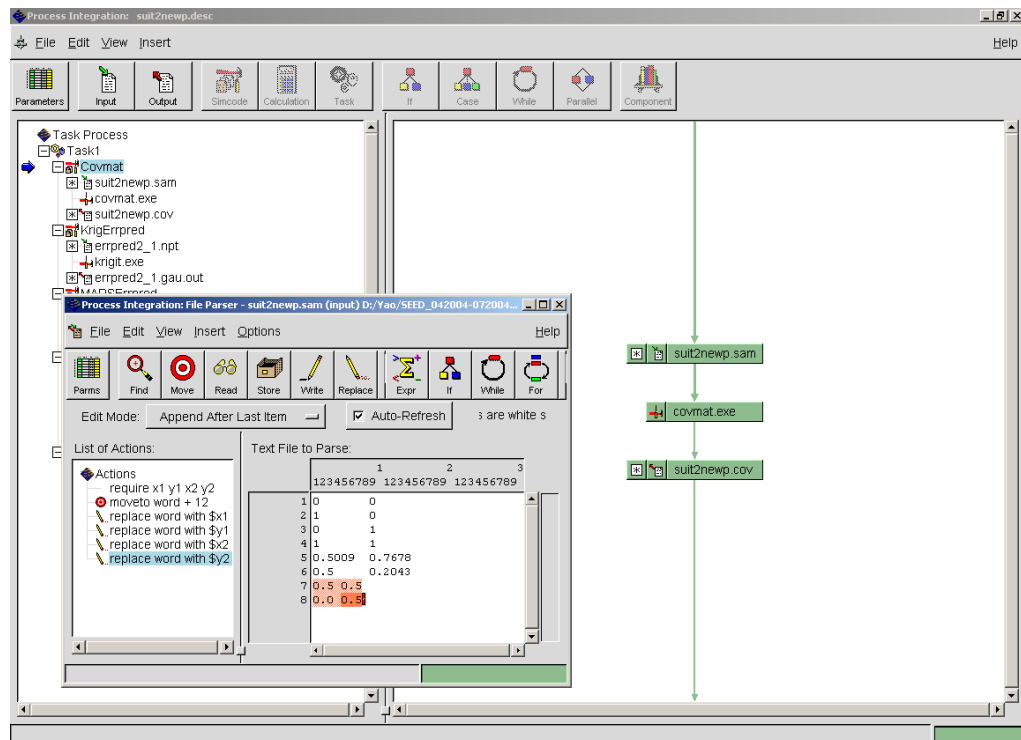 Process Integration: suit2newp.desc
File Edit View Insert Help
Parameters Input Output Simcode Calculation Task If Case While Parallel Component
Task Process
Task1
Covmat
suit2newp.sam
covmat.exe
suit2newp.cov
KrigErrpred
errpred2_1.npt
krigit.exe
errpred2_1.gau.out
MARSErrpred
Process Integration: File Parser - suit2newp.sam (input) D:/Yao/SEED_042004-072004...
File Edit View Insert Options Help
Parms Find Move Read Store Write Replace Expr If While For
Edit Mode: Append After Last Item Auto-Refresh s are white s
List of Actions:
Actions
require x1 y1 x2 y2
moveto word + 12
replace word with $x1
replace word with $y1
replace word with $x2
replace word with $y2
Text File to Parse:
1 2 3
123456789 123456789 123456789
1 0 0
2 1 0
3 0 1
4 1 1
5 0.5009 0.7678
6 0.5 0.2043
7 0.5 0.5
8 0.0 0.5
suit2newp.sam
covmat.exe
suit2newp.cov